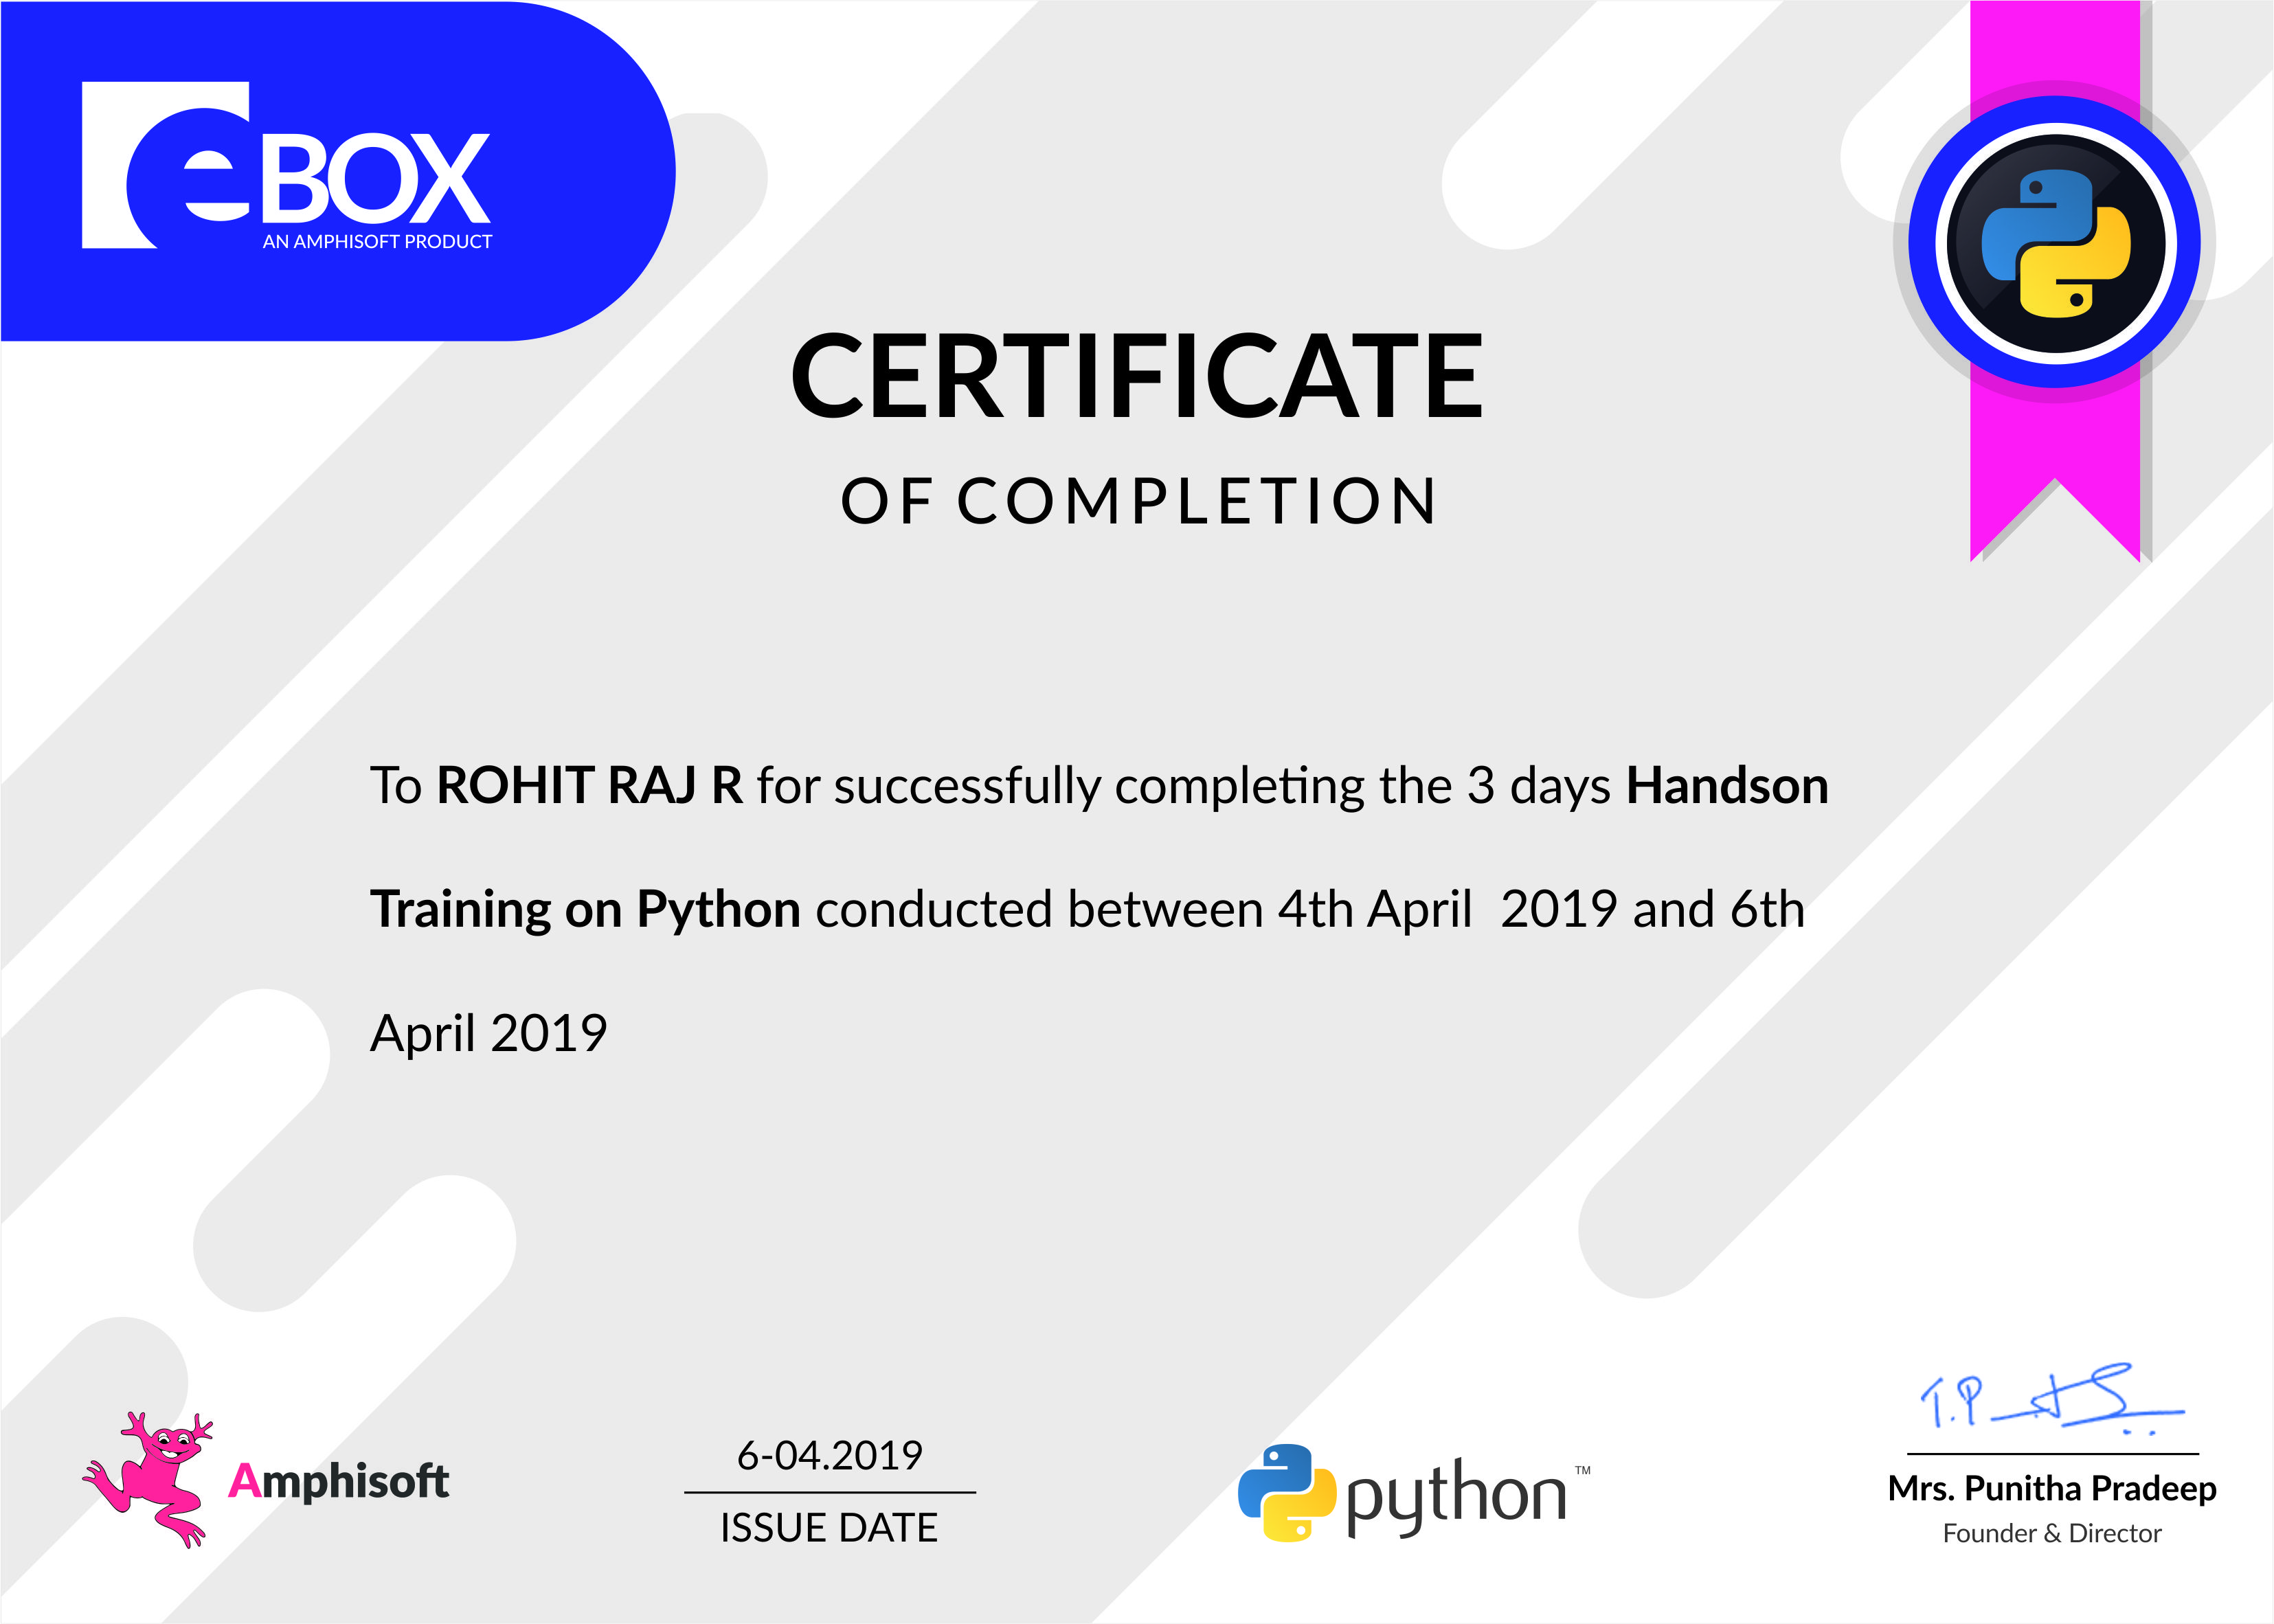 eBOX
AN AMPHISOFT PRODUCT
CERTIFICATE
OF COMPLETION
To ROHIT RAJ R for successfully completing the 3 days Handson
Training on Python conducted between 4th April 2019 and 6th
April 2019
Amphisoft
6-04.2019
ISSUE DATE
python™
T.P
Mrs. Punitha Pradeep
Founder & Director